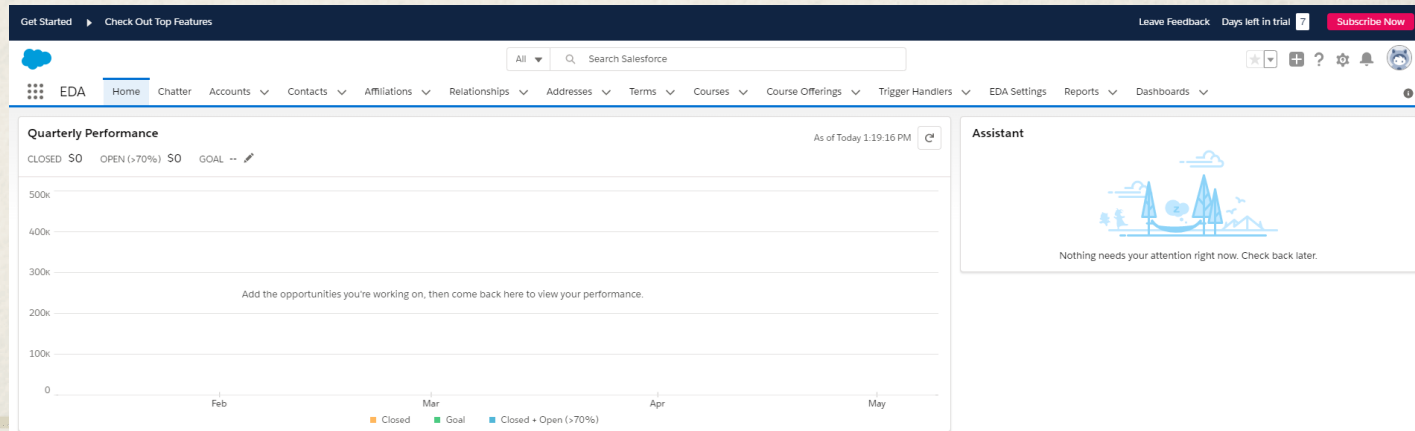 Get Started Check Out Top Features Leave Feedback Days left in trial 7 Subscribe Now
All Search Salesforce
EDA Home Chatter Accounts Contacts Affiliations Relationships Addresses Terms Courses Course Offerings Trigger Handlers EDA Settings Reports Dashboards
Quarterly Performance
As of Today 1:19:16 PM
CLOSED $0 OPEN (>70%) $0 GOAL --
500K
400K
300K
Add the opportunities you're working on, then come back here to view your performance.
200K
100K
0
Feb Mar Apr May
Closed Goal Closed + Open (>70%)
Assistant
z
Nothing needs your attention right now. Check back later.